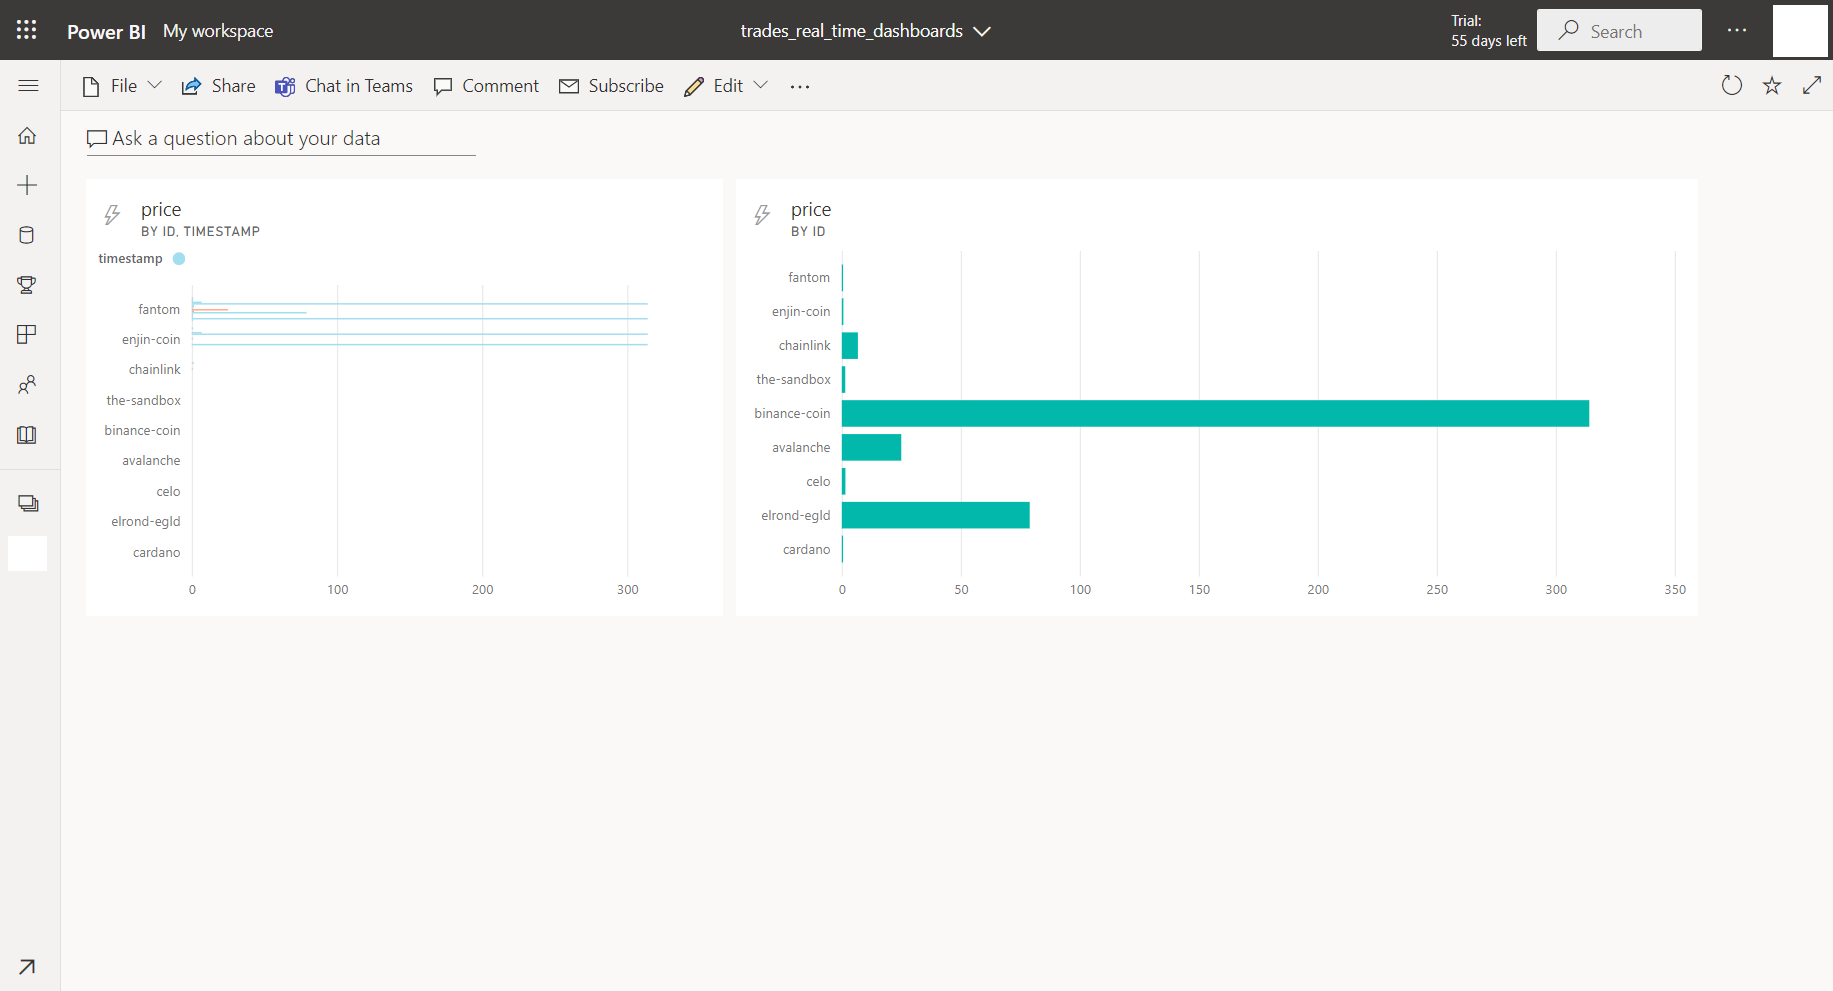 Power BI My workspace
trades_real_time_dashboards
Trial:
55 days left
Search
File
Share
Chat in Teams
Comment
Subscribe
Edit
Ask a question about your data
price
BY ID, TIMESTAMP
timestamp
fantom
enjin-coin
chainlink
the-sandbox
binance-coin
avalanche
celo
elrond-egld
cardano
0 100 200 300
price
BY ID
fantom
enjin-coin
chainlink
the-sandbox
binance-coin
avalanche
celo
elrond-egld
cardano
0 50 100 150 200 250 300 350